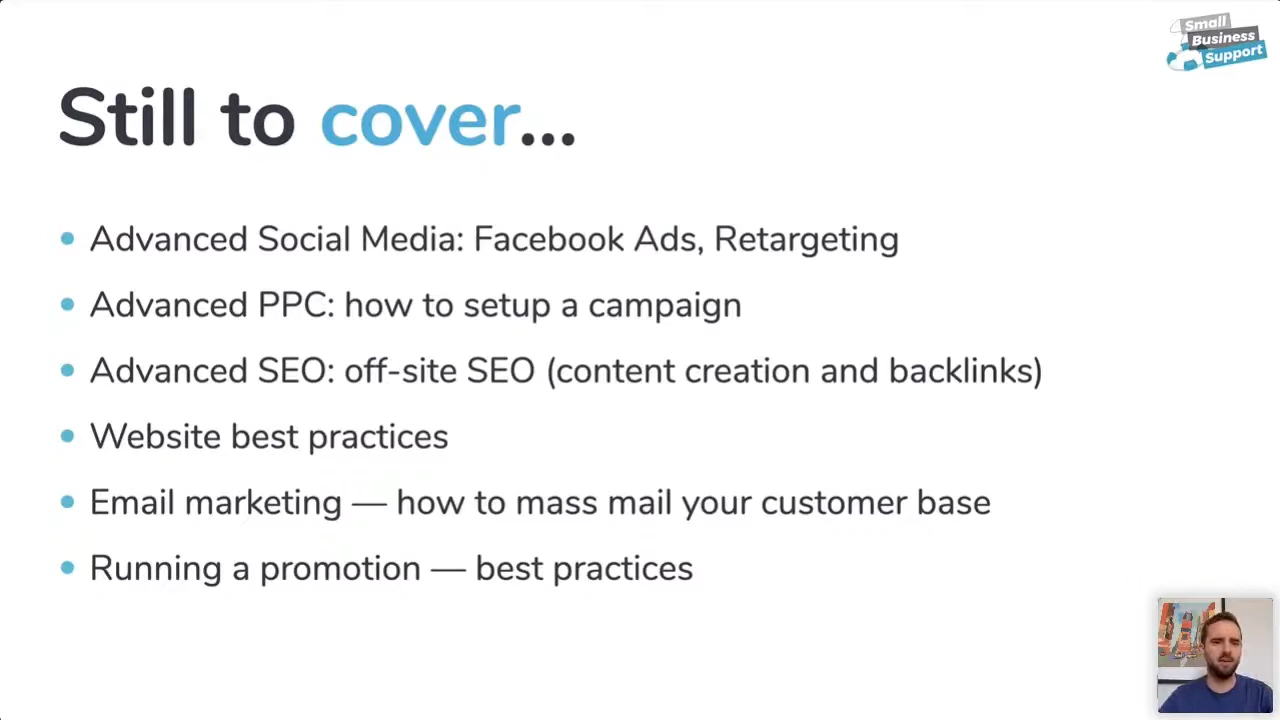 Small
Business
Support
Still to cover...
• Advanced Social Media: Facebook Ads, Retargeting
• Advanced PPC: how to setup a campaign
• Advanced SEO: off-site SEO (content creation and backlinks)
• Website best practices
• Email marketing — how to mass mail your customer base
• Running a promotion — best practices